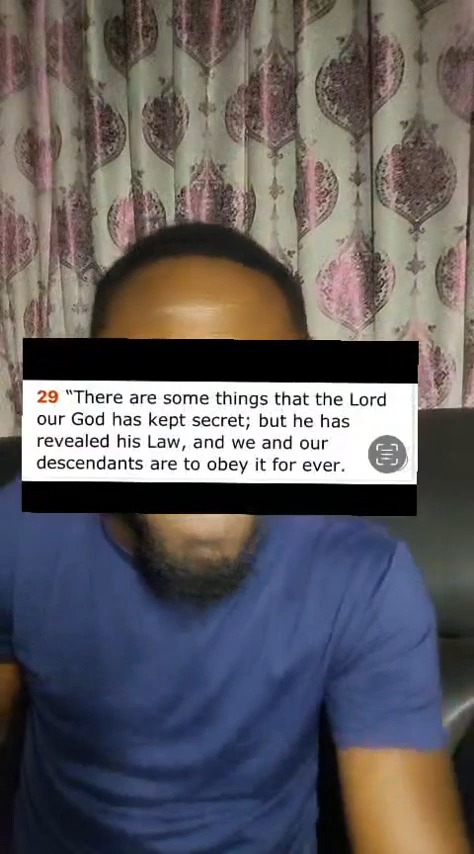 29 “There are some things that the Lord
our God has kept secret; but he has
revealed his Law, and we and our
descendants are to obey it for ever.